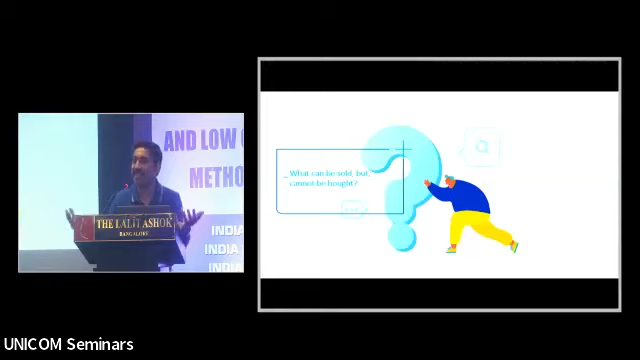 AND LOW
METHO
THE LALIT ASHOK
BANGALORE
INDIA
INDIA
INDIA
_ What can be sold, but,
cannot be bought?
UNICOM Seminars